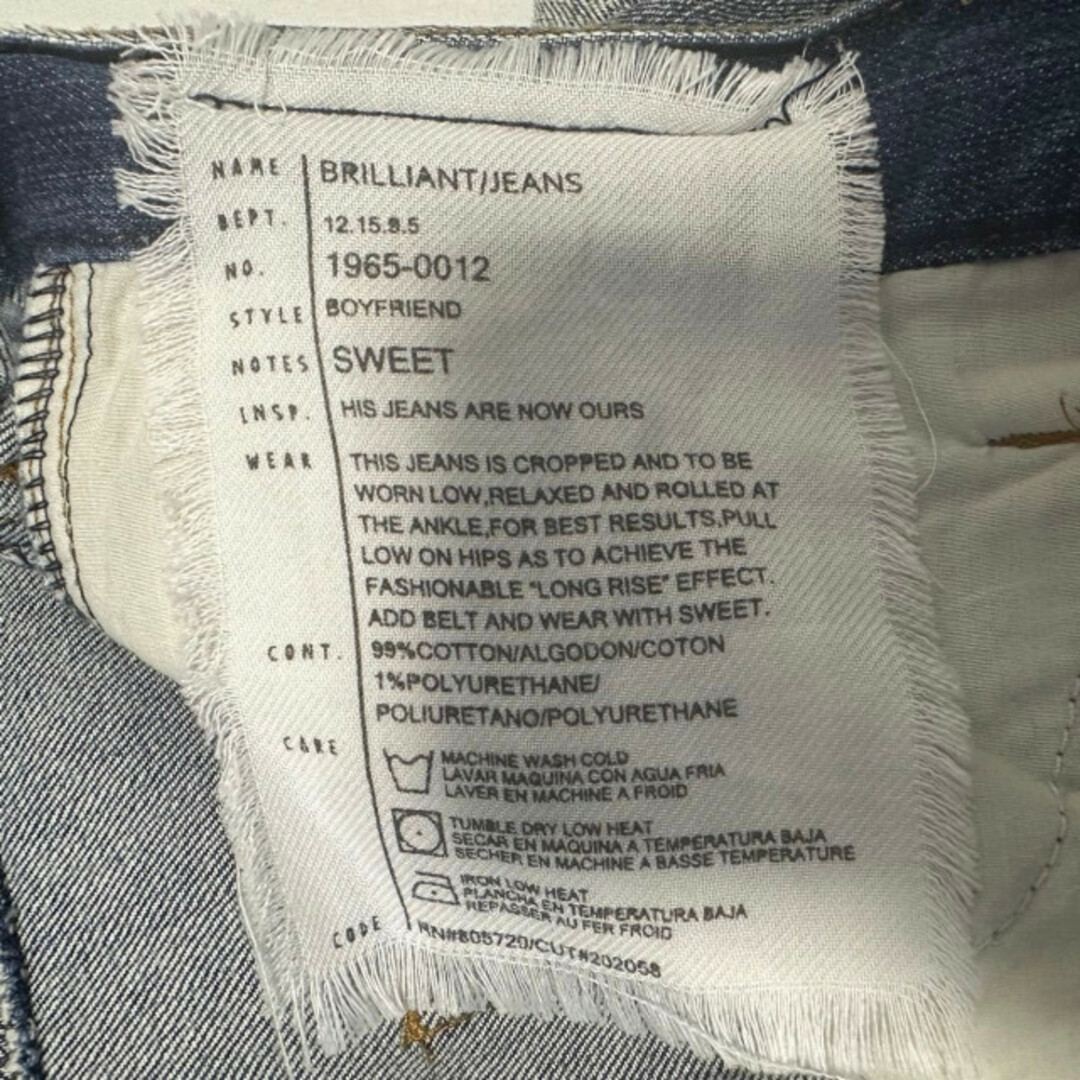 NAME BRILLIANT/JEANS
DEPT. 12.15.9.5
NO. 1965-0012
STYLE BOYFRIEND
NOTES SWEET
INSP. HIS JEANS ARE NOW OURS
WEAR THIS JEANS IS CROPPED AND TO BE
WORN LOW,RELAXED AND ROLLED AT
THE ANKLE,FOR BEST RESULTS,PULL
LOW ON HIPS AS TO ACHIEVE THE
FASHIONABLE "LONG RISE" EFFECT.
ADD BELT AND WEAR WITH SWEET.
CONT. 99%COTTON/ALGODON/COTON
1%POLYURETHANE/
POLIURETANO/POLYURETHANE
CARE MACHINE WASH COLD
LAVAR MAQUINA CON AGUA FRIA
LAVER EN MACHINE A FROID
TUMBLE DRY LOW HEAT
SECAR EN MAQUINA A TEMPERATURA BAJA
SECHER EN MACHINE A BASSE TEMPERATURE
IRON LOW HEAT
PLANCHA EN TEMPERATURA BAJA
REPASSER AU FER FROID
CODE RN#805729/CUT#202058